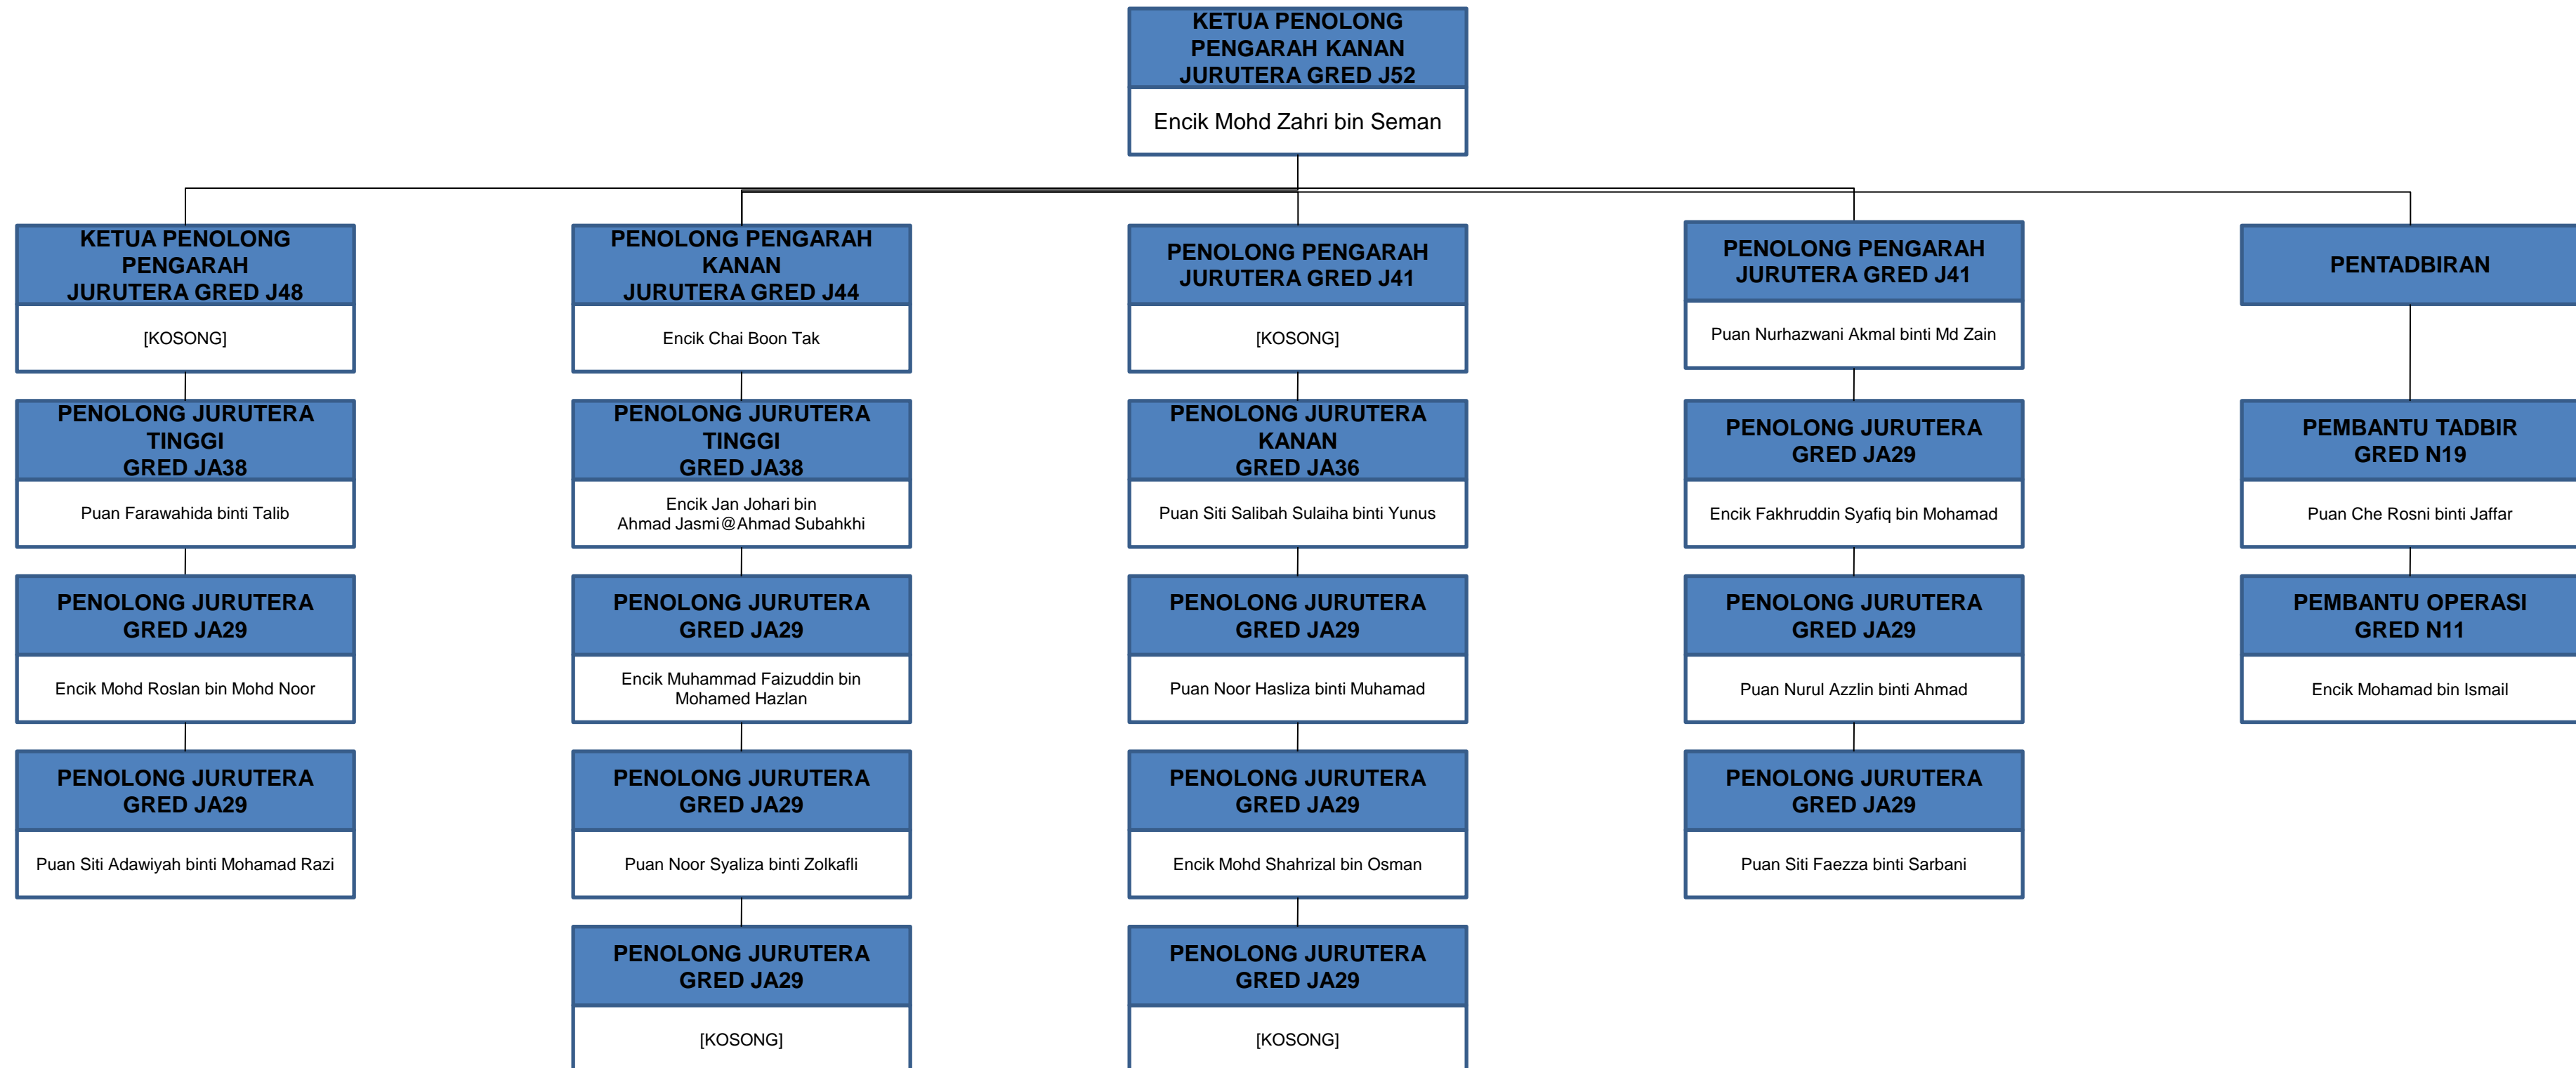 KETUA PENOLONG
PENGARAH KANAN
JURUTERA GRED J52
Encik Mohd Zahri bin Seman
KETUA PENOLONG
PENGARAH
JURUTERA GRED J48
[KOSONG]
PENOLONG JURUTERA
TINGGI
GRED JA38
Puan Farawahida binti Talib
PENOLONG JURUTERA
GRED JA29
Encik Mohd Roslan bin Mohd Noor
PENOLONG JURUTERA
GRED JA29
Puan Siti Adawiyah binti Mohamad Razi
PENOLONG PENGARAH
KANAN
JURUTERA GRED J44
Encik Chai Boon Tak
PENOLONG JURUTERA
TINGGI
GRED JA38
Encik Jan Johari bin
Ahmad Jasmi@Ahmad Subahkhi
PENOLONG JURUTERA
GRED JA29
Encik Muhammad Faizuddin bin
Mohamed Hazlan
PENOLONG JURUTERA
GRED JA29
Puan Noor Syaliza binti Zolkafli
PENOLONG JURUTERA
GRED JA29
[KOSONG]
PENOLONG PENGARAH
JURUTERA GRED J41
[KOSONG]
PENOLONG JURUTERA
KANAN
GRED JA36
Puan Siti Salibah Sulaiha binti Yunus
PENOLONG JURUTERA
GRED JA29
Puan Noor Hasliza binti Muhamad
PENOLONG JURUTERA
GRED JA29
Encik Mohd Shahrizal bin Osman
PENOLONG JURUTERA
GRED JA29
[KOSONG]
PENOLONG PENGARAH
JURUTERA GRED J41
Puan Nurhazwani Akmal binti Md Zain
PENOLONG JURUTERA
GRED JA29
Encik Fakhruddin Syafiq bin Mohamad
PENOLONG JURUTERA
GRED JA29
Puan Nurul Azzlin binti Ahmad
PENOLONG JURUTERA
GRED JA29
Puan Siti Faezza binti Sarbani
PENTADBIRAN
PEMBANTU TADBIR
GRED N19
Puan Che Rosni binti Jaffar
PEMBANTU OPERASI
GRED N11
Encik Mohamad bin Ismail